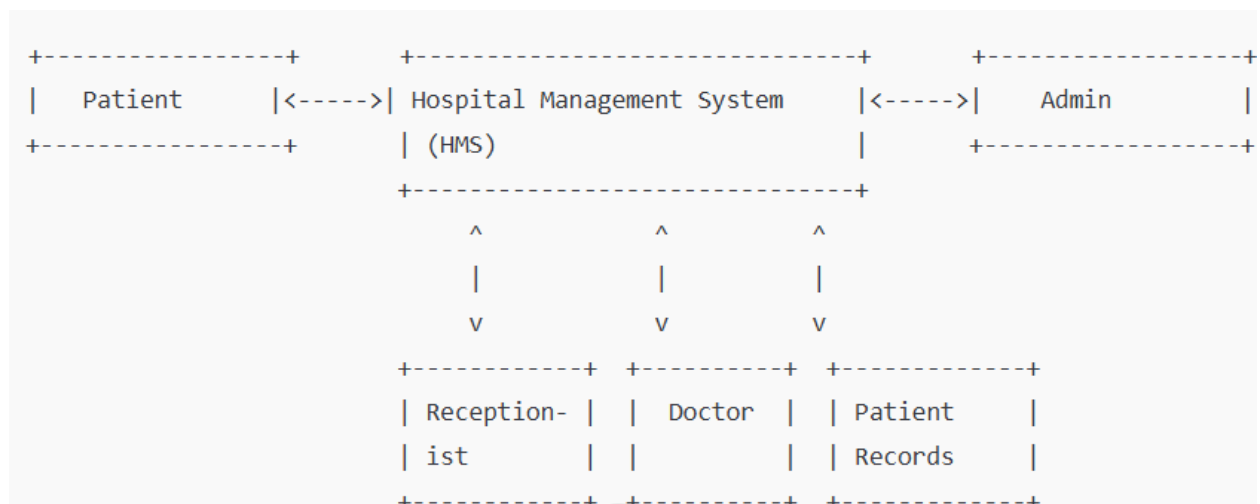 +-----------------+ +-------------------------------+ +------------------+
| Patient |<----->| Hospital Management System |<----->| Admin |
+-----------------+ | (HMS) | +------------------+
+-------------------------------+
^ ^ ^
| | |
v v v
+------------+ +----------+ +-------------+
| Reception- | | Doctor | | Patient |
| ist | | | | Records |
+------------+ +----------+ +-------------+